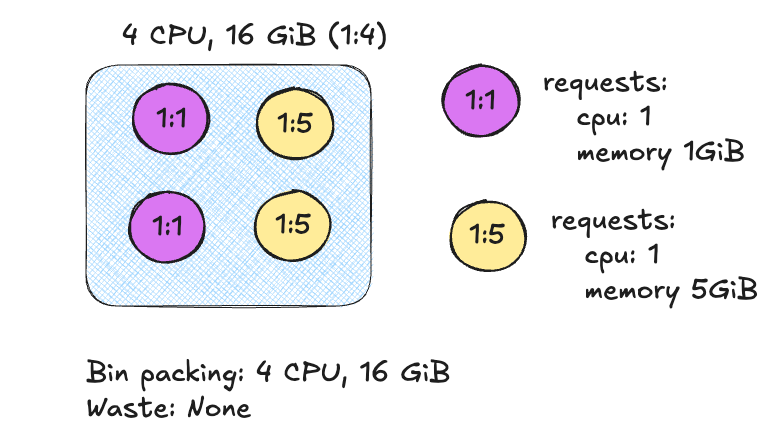 4 CPU, 16 GiB (1:4)
1:1
1:5
1:1
1:5
1:1
requests:
cpu: 1
memory 1GiB
1:5
requests:
cpu: 1
memory 5GiB
Bin packing: 4 CPU, 16 GiB
Waste: None